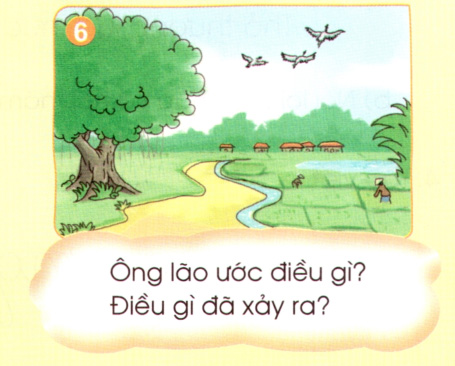 6
Ông lão ước điều gì?
Điều gì đã xảy ra?